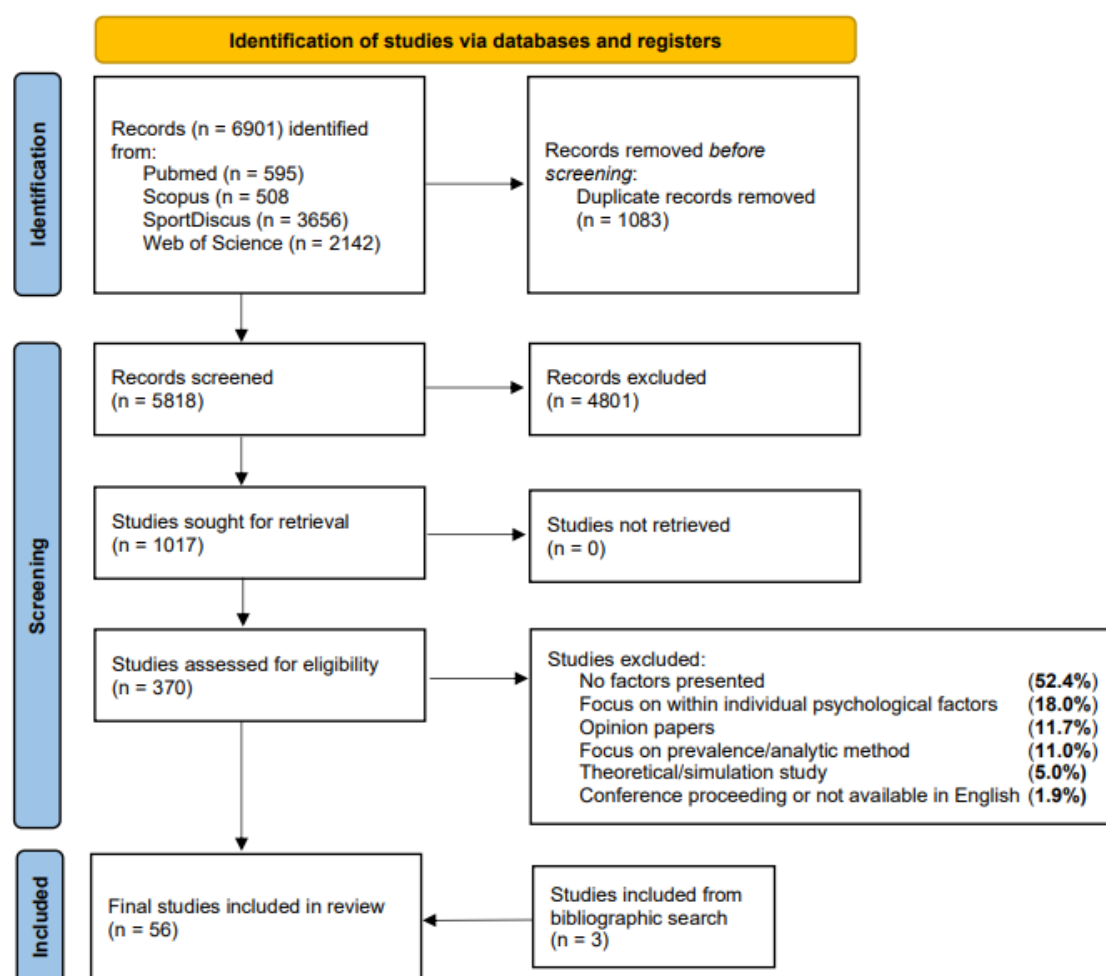 Identification of studies via databases and registers
Identification
Records (n = 6901) identified
from:
Pubmed (n = 595)
Scopus (n = 508
SportDiscus (n = 3656)
Web of Science (n = 2142)
Records removed before
screening:
Duplicate records removed
(n = 1083)
Screening
Records screened
(n = 5818)
Records excluded
(n = 4801)
Studies sought for retrieval
(n = 1017)
Studies not retrieved
(n = 0)
Studies assessed for eligibility
(n = 370)
Studies excluded:
No factors presented (52.4%)
Focus on within individual psychological factors (18.0%)
Opinion papers (11.7%)
Focus on prevalence/analytic method (11.0%)
Theoretical/simulation study (5.0%)
Conference proceeding or not available in English (1.9%)
Included
Final studies included in review
(n = 56)
Studies included from
bibliographic search
(n = 3)